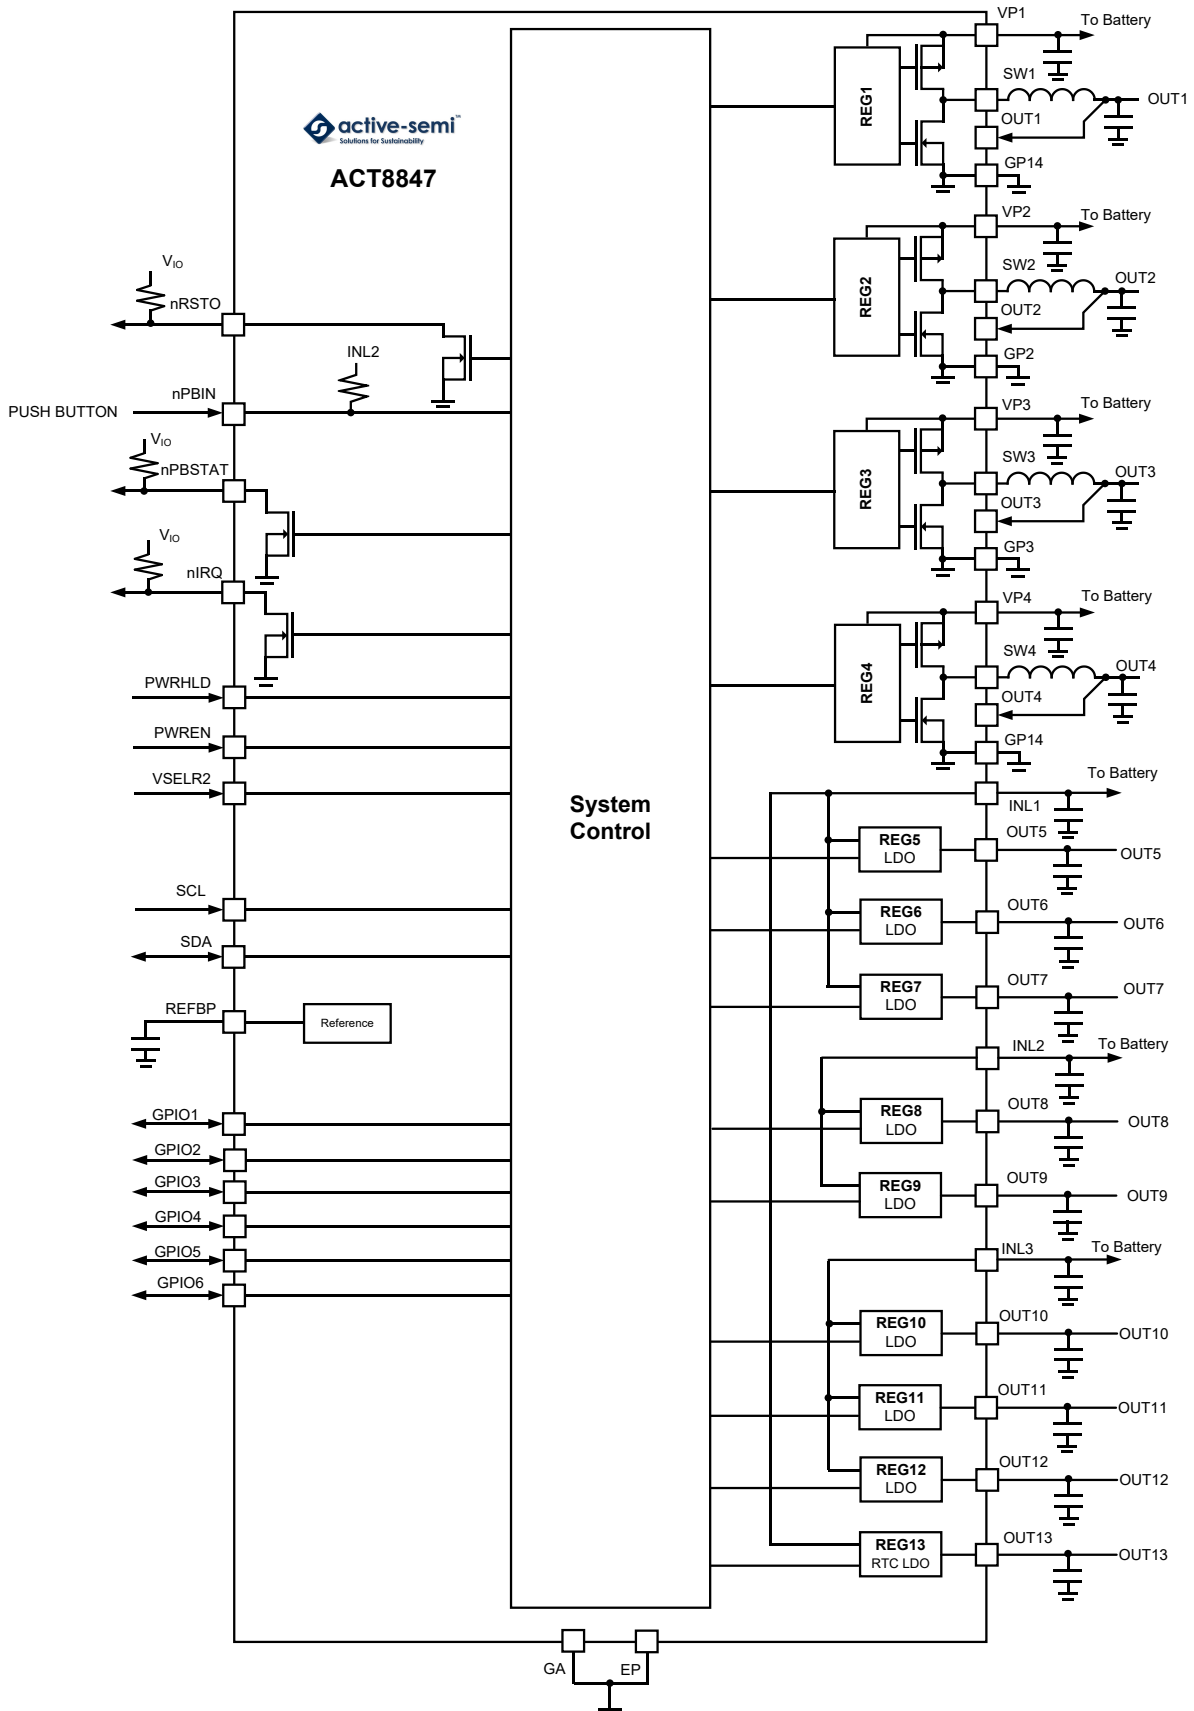 active-semi™
Solutions for Sustainability
ACT8847
VIO
nRSTO
INL2
nPBIN
PUSH BUTTON
VIO
nPBSTAT
VIO
nIRQ
PWRHLD
PWREN
VSELR2
SCL
SDA
REFBP
Reference
GPIO1
GPIO2
GPIO3
GPIO4
GPIO5
GPIO6
System
Control
VP1
To Battery
REG1
SW1
OUT1
OUT1
GP14
VP2
To Battery
REG2
SW2
OUT2
OUT2
GP2
VP3
To Battery
REG3
SW3
OUT3
OUT3
GP3
VP4
To Battery
REG4
SW4
OUT4
OUT4
GP14
To Battery
INL1
REG5
LDO
OUT5
OUT5
REG6
LDO
OUT6
OUT6
REG7
LDO
OUT7
OUT7
INL2
To Battery
REG8
LDO
OUT8
OUT8
REG9
LDO
OUT9
OUT9
INL3
To Battery
REG10
LDO
OUT10
OUT10
REG11
LDO
OUT11
OUT11
REG12
LDO
OUT12
OUT12
REG13
RTC LDO
OUT13
OUT13
GA
EP